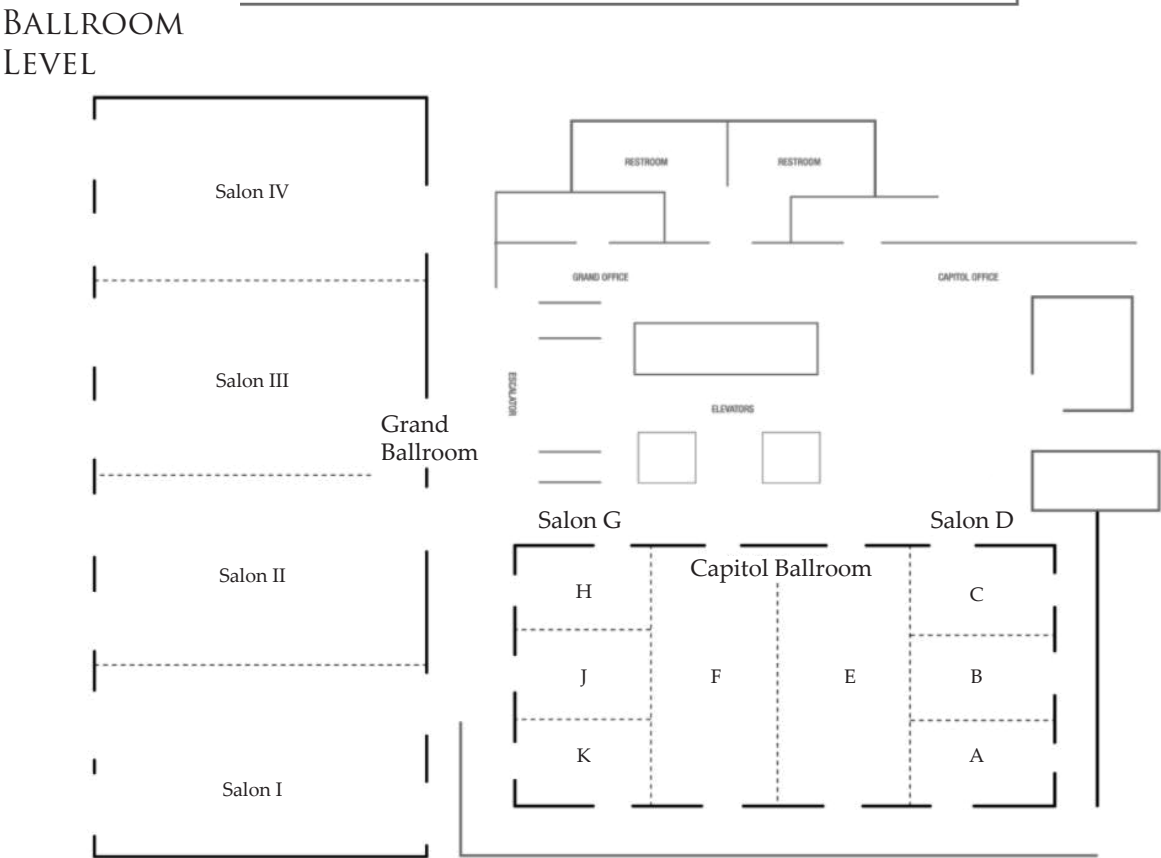 BALLROOM
LEVEL
RESTROOM
RESTROOM
Salon IV
GRAND OFFICE
CAPITOL OFFICE
Salon III
ESCALATOR
ELEVATORS
Grand
Ballroom
Salon G
Salon D
Capitol Ballroom
Salon II
H
C
J
F
E
B
K
A
Salon I